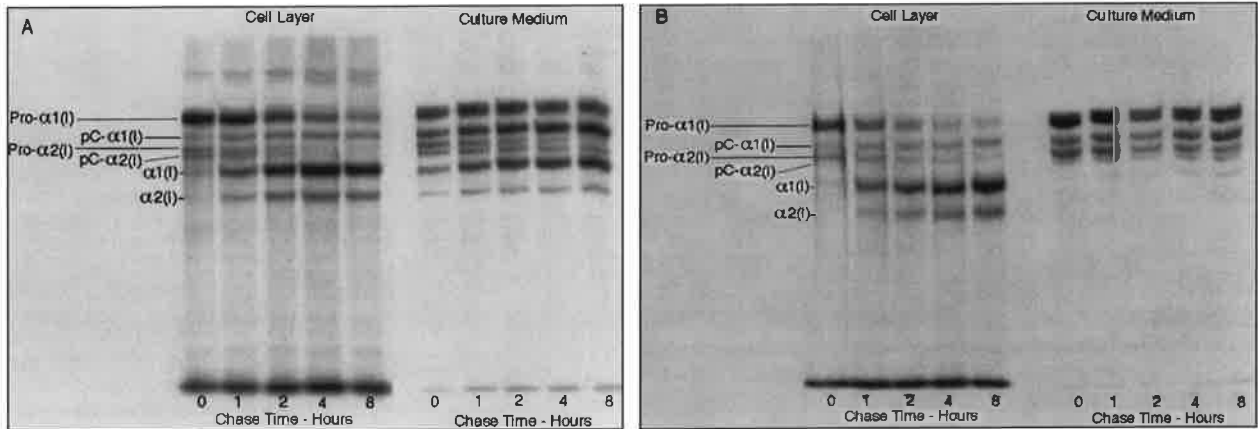 A
Cell Layer
Culture Medium
Pro-α1(I)
pC-α1(I)
Pro-α2(I)
pC-α2(I)
α1(I)
α2(I)
0 1 2 4 8
0 1 2 4 8
Chase Time - Hours
Chase Time - Hours
B
Cell Layer
Culture Medium
Pro-α1(I)
pC-α1(I)
Pro-α2(I)
pC-α2(I)
α1(I)
α2(I)
0 1 2 4 8
0 1 2 4 8
Chase Time - Hours
Chase Time - Hours